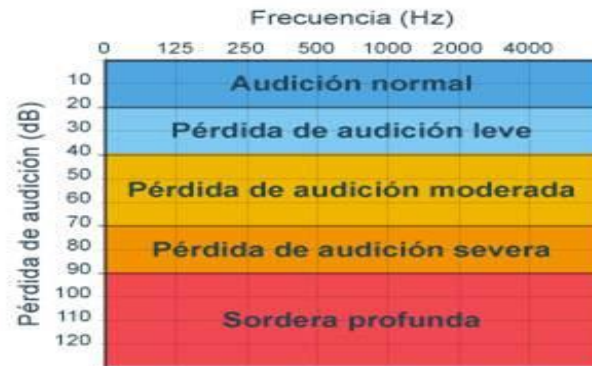 Frecuencia (Hz)
0 125 250 500 1000 2000 4000
Pérdida de audición (dB)
10
Audición normal
20
30
Pérdida de audición leve
40
50
Pérdida de audición moderada
60
70
80
Pérdida de audición severa
90
100
110
Sordera profunda
120